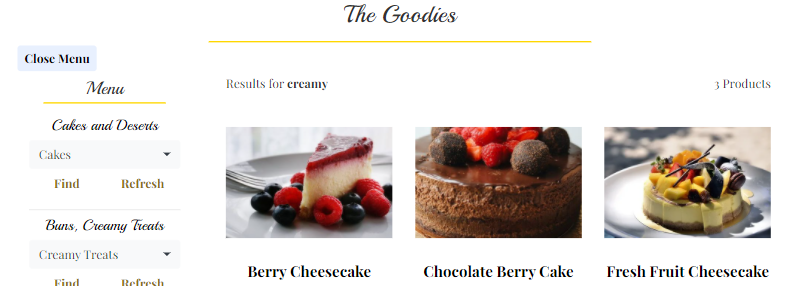 The Goodies
Close Menu
Menu
Cakes and Deserts
Cakes
Find Refresh
Buns, Creamy Treats
Creamy Treats
Find Refresh
Results for creamy
3 Products
Berry Cheesecake
Chocolate Berry Cake
Fresh Fruit Cheesecake